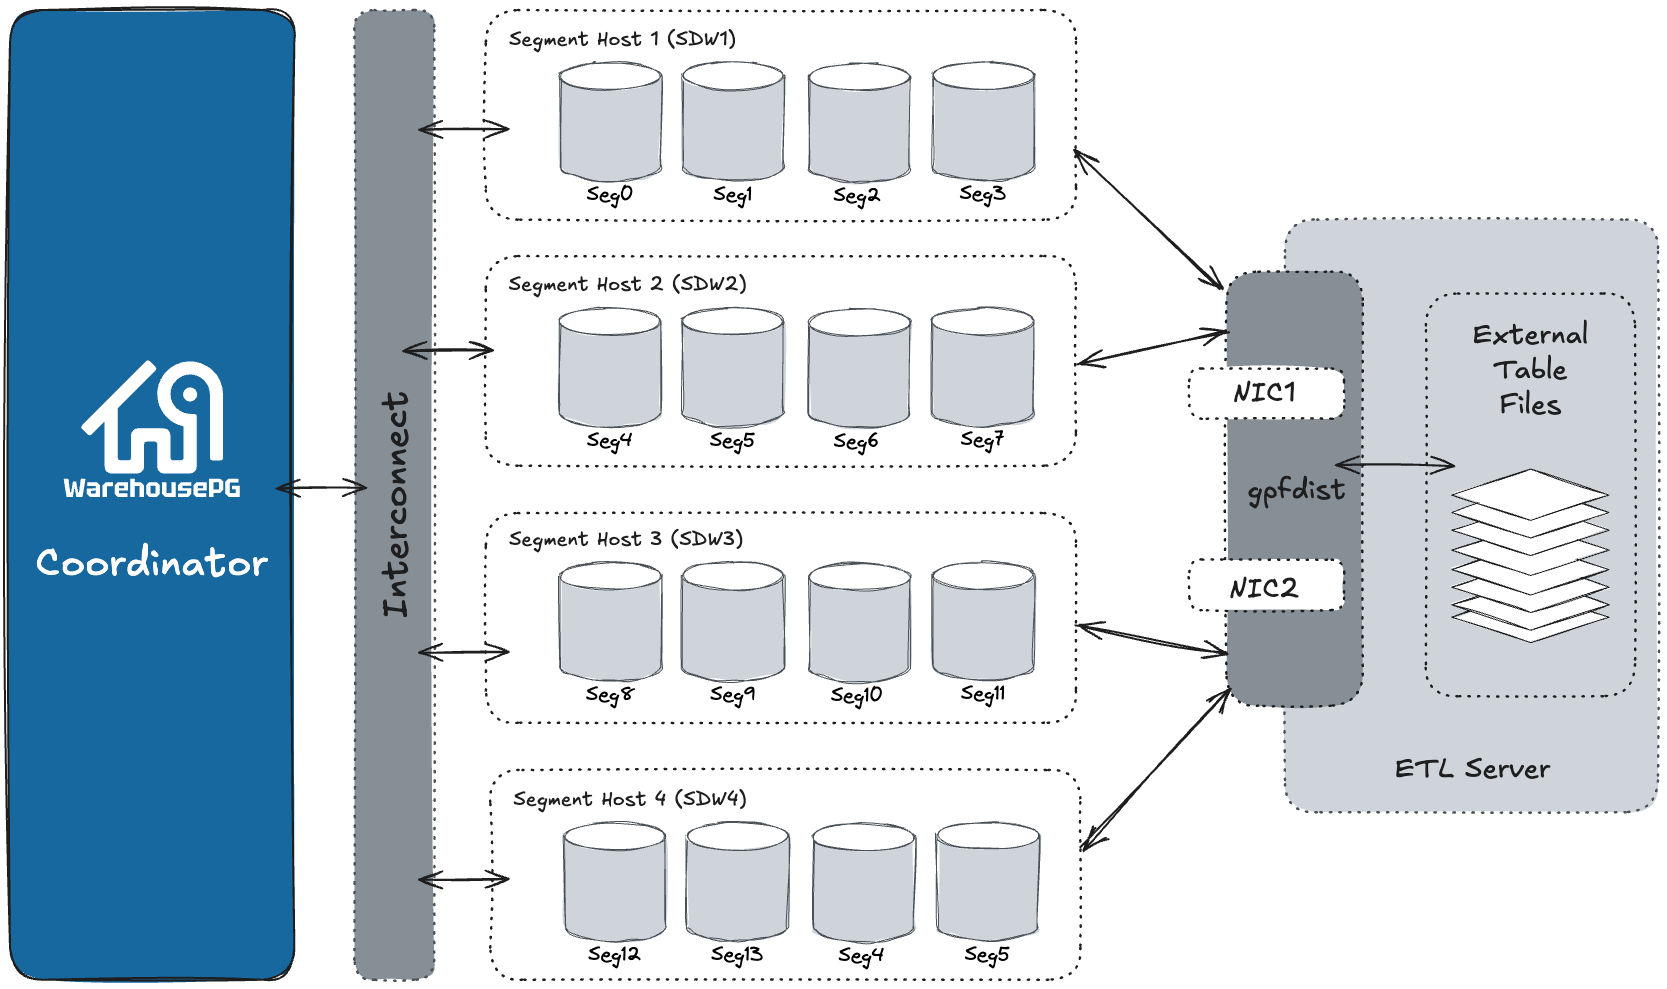 WarehousePG
Coordinator
Interconnect
Segment Host 1 (SDW1)
Seg0
Seg1
Seg2
Seg3
Segment Host 2 (SDW2)
Seg4
Seg5
Seg6
Seg7
Segment Host 3 (SDW3)
Seg8
Seg9
Seg10
Seg11
Segment Host 4 (SDW4)
Seg12
Seg13
Seg4
Seg5
NIC1
gpfdist
NIC2
External
Table
Files
ETL Server